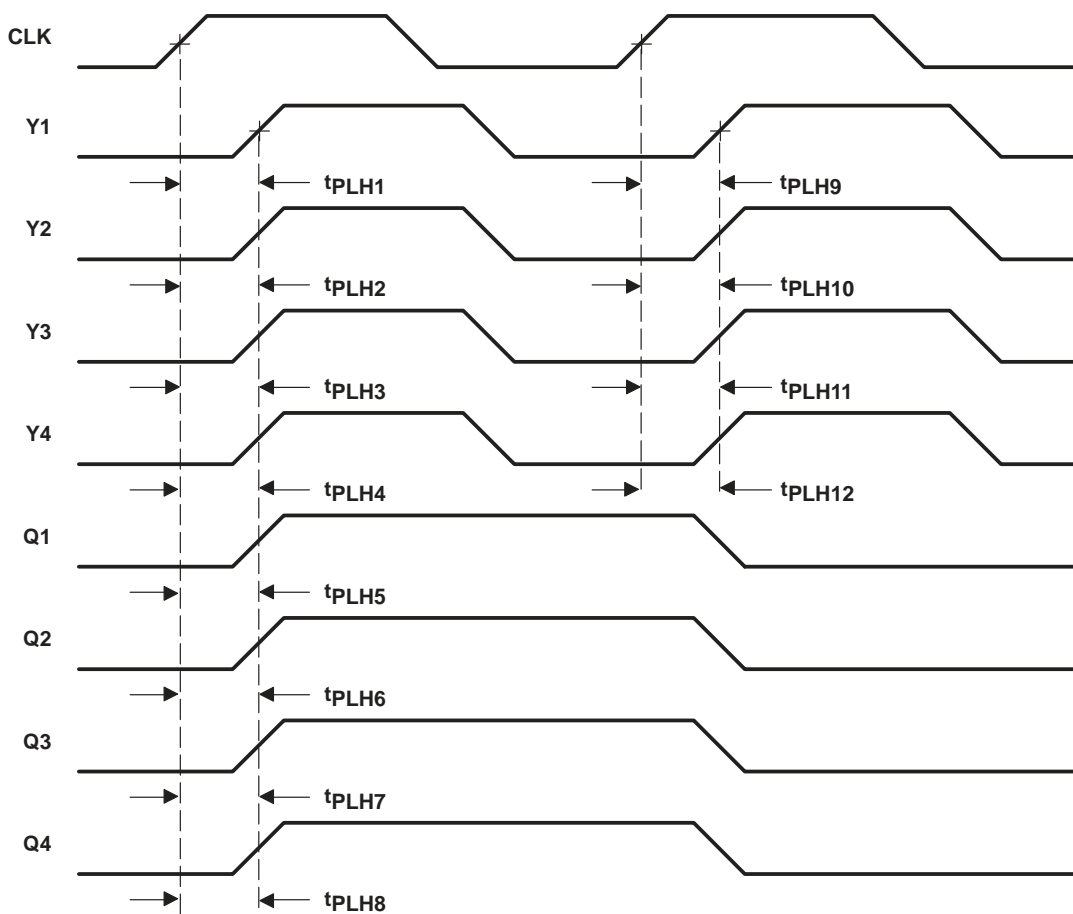 CLK
Y1
tPLH1 tPLH9
Y2
tPLH2 tPLH10
Y3
tPLH3 tPLH11
Y4
tPLH4 tPLH12
Q1
tPLH5
Q2
tPLH6
Q3
tPLH7
Q4
tPLH8